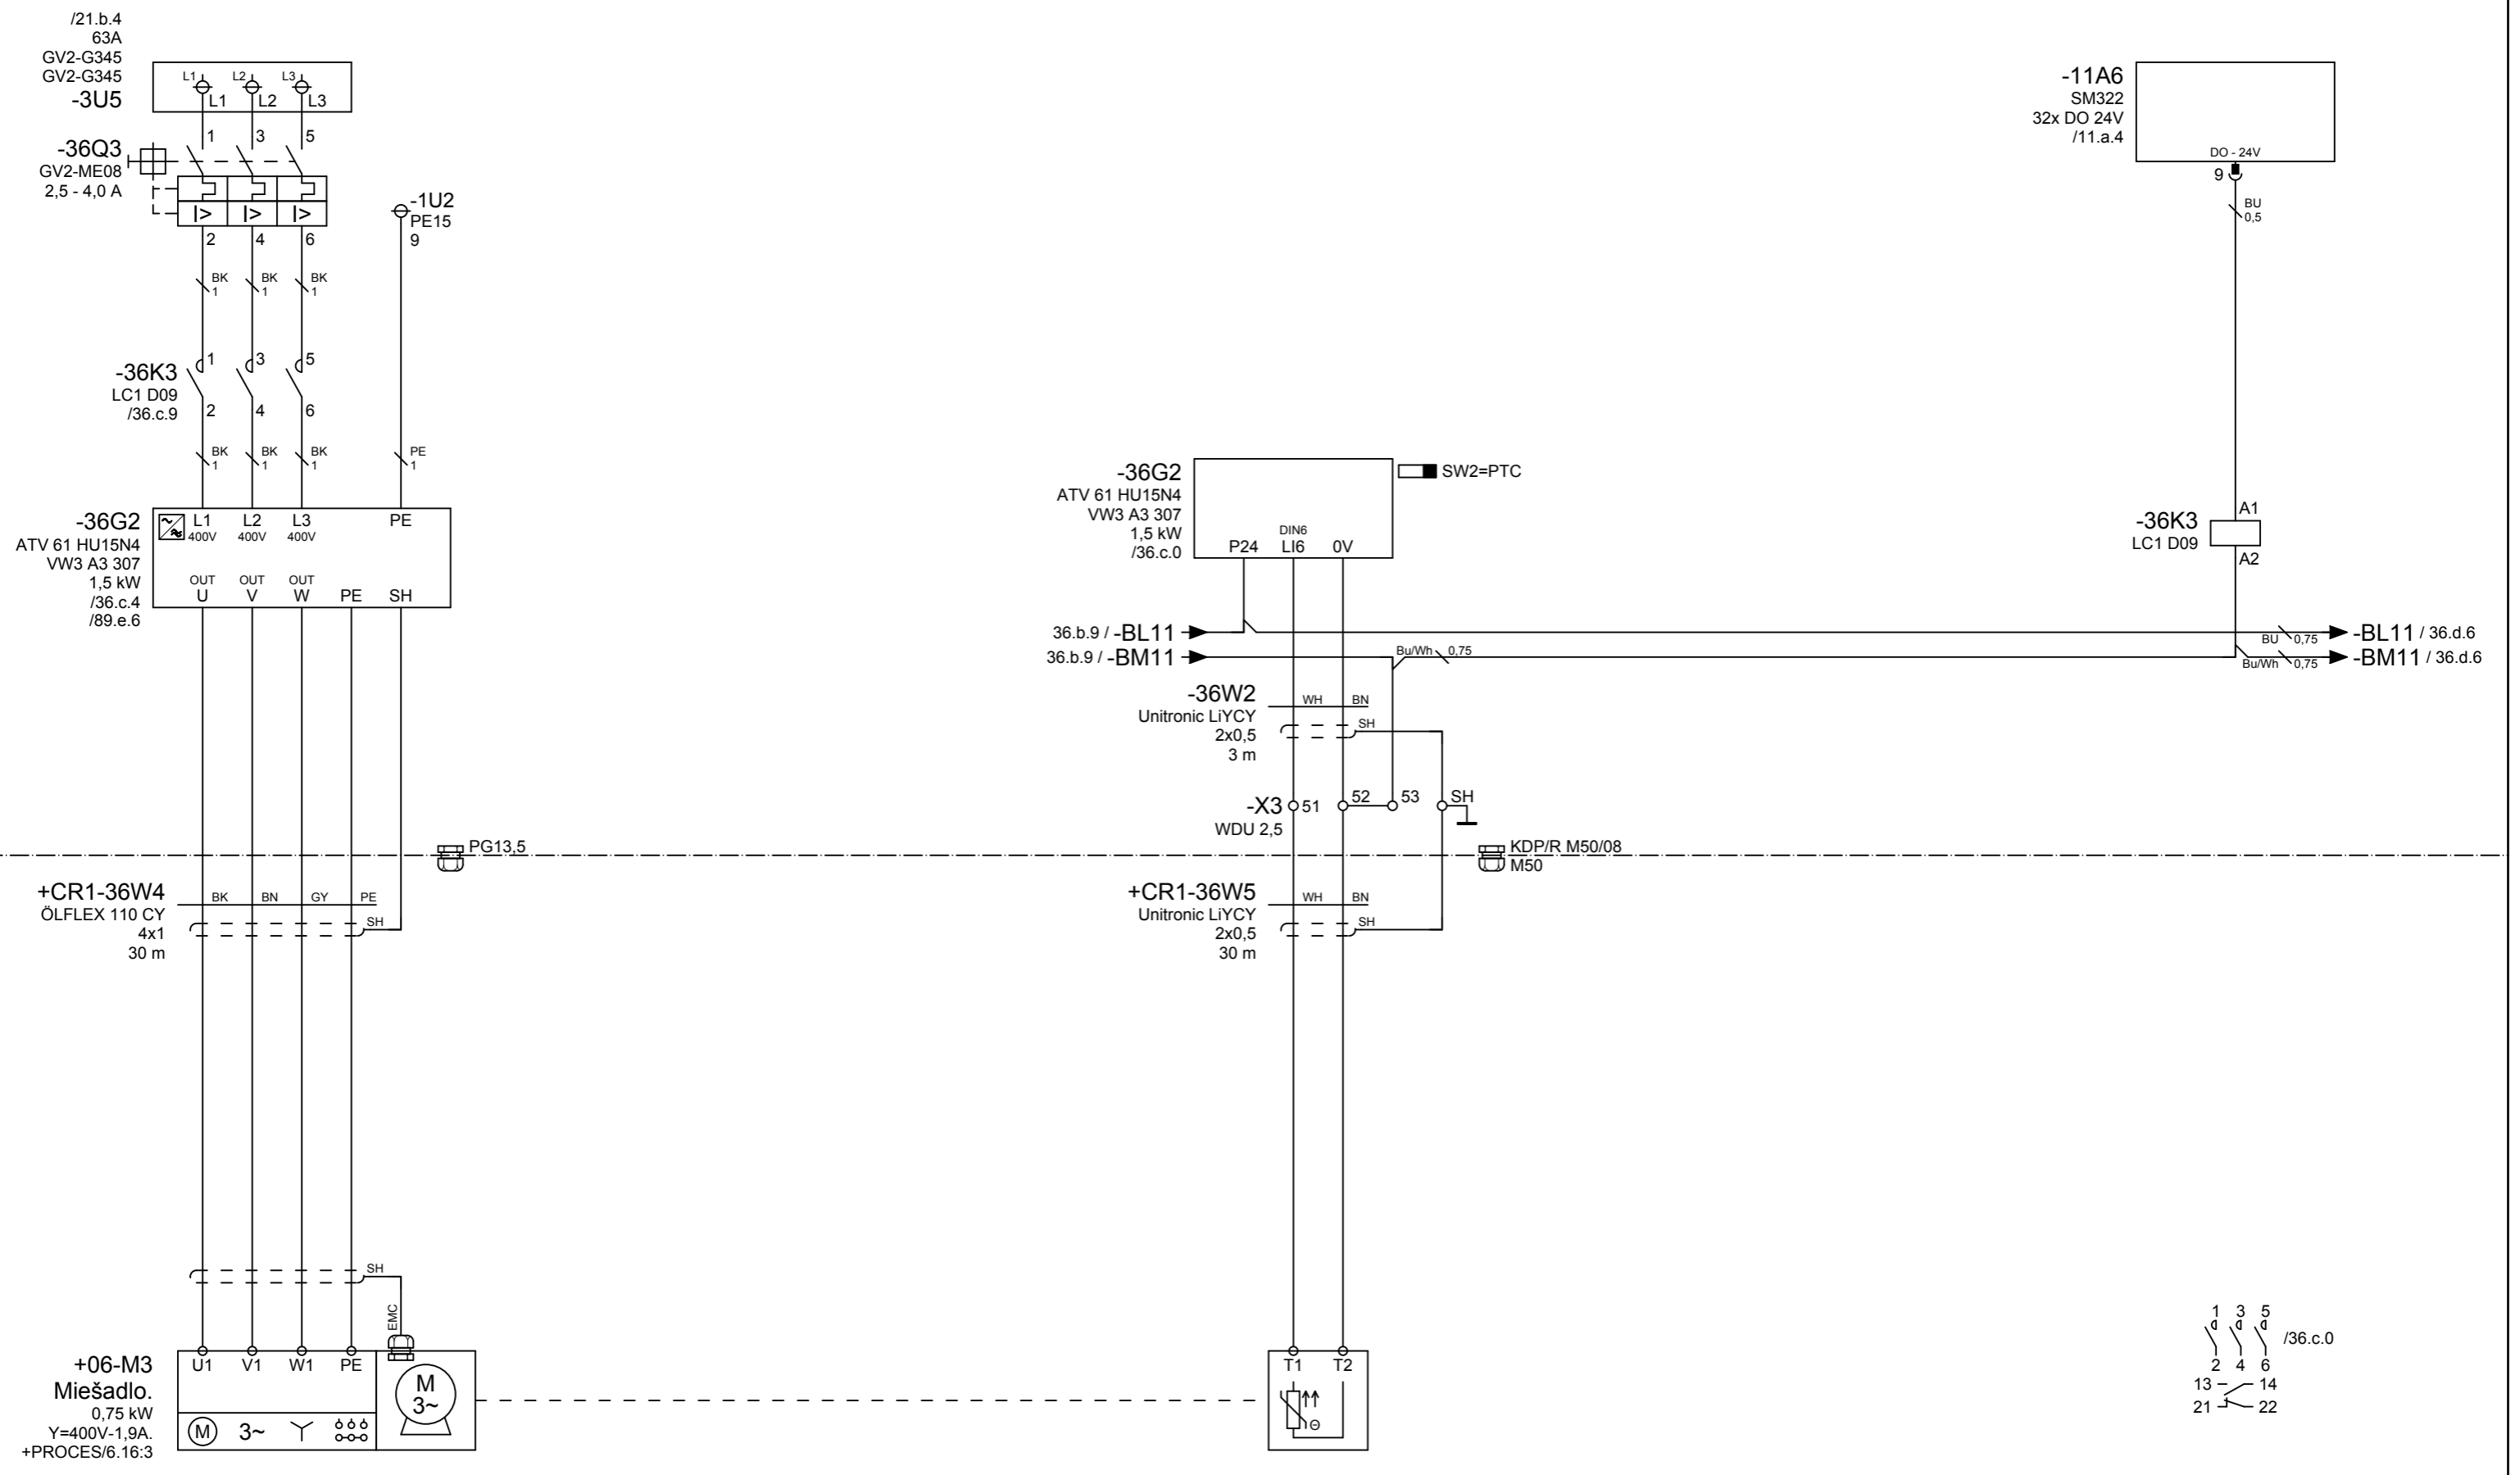 /21.b.4
63A
GV2-G345
GV2-G345
-3U5
L1 L2 L3
L1 L2 L3
1 3 5
-36Q3
GV2-ME08
2,5 - 4,0 A
I> I> I>
2 4 6
-1U2
PE15
9
BK BK BK
1 1 1
1 3 5
-36K3
LC1 D09
/36.c.9
2 4 6
BK BK BK PE
1 1 1 1
-36G2
ATV 61 HU15N4
VW3 A3 307
1,5 kW
/36.c.4
/89.e.6
L1 L2 L3 PE
400V 400V 400V
OUT OUT OUT
U V W PE SH
PG13,5
+CR1-36W4
ÖLFLEX 110 CY
4x1
30 m
BK BN GY PE
SH
SH
EMC
+06-M3
Miešadlo.
0,75 kW
Y=400V-1,9A.
+PROCES/6.16:3
U1 V1 W1 PE
M
3~
M 3~
-36G2
ATV 61 HU15N4
VW3 A3 307
1,5 kW
/36.c.0
SW2=PTC
DIN6
P24 LI6 0V
36.b.9 / -BL11
36.b.9 / -BM11
Bu/Wh 0,75
-36W2
Unitronic LiYCY
2x0,5
3 m
WH BN
SH
-X3
WDU 2,5
51 52 53 SH
KDP/R M50/08
M50
+CR1-36W5
Unitronic LiYCY
2x0,5
30 m
WH BN
SH
T1 T2
Θ
-11A6
SM322
32x DO 24V
/11.a.4
DO - 24V
9
BU
0,5
-36K3
LC1 D09
A1
A2
BU 0,75
-BL11 / 36.d.6
Bu/Wh 0,75
-BM11 / 36.d.6
1 3 5
/36.c.0
2 4 6
13 14
21 22